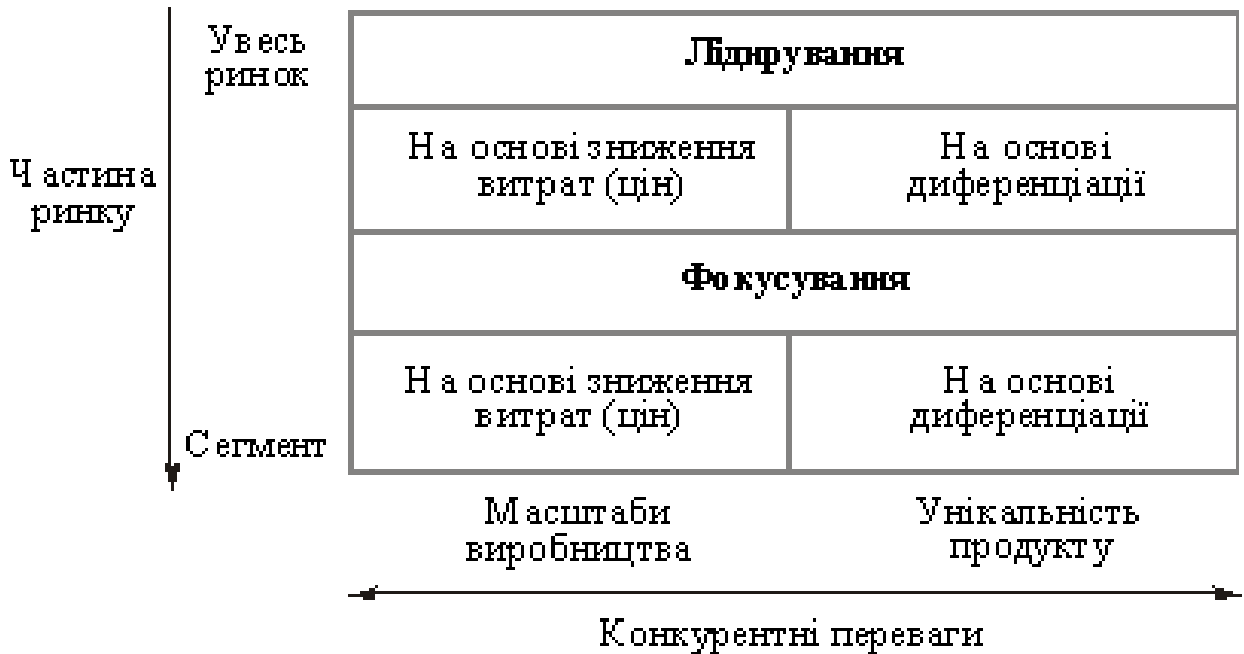 Увесь
ринок
Лідирування
На основі зниження
витрат (цін)
На основі
диференціації
Частина
ринку
Фокусування
На основі зниження
витрат (цін)
На основі
диференціації
Сегмент
Масштаби
виробництва
Унікальність
продукту
Конкурентні переваги